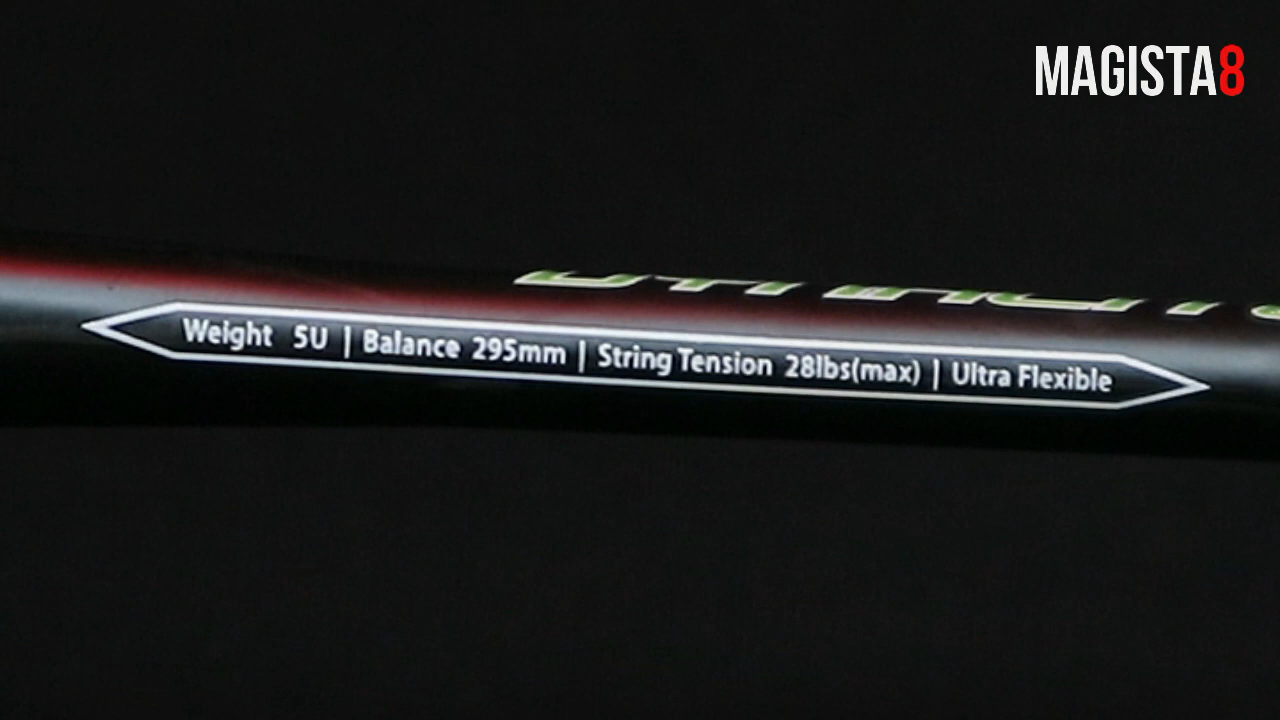 MAGISTA8
Weight 5U | Balance 295mm | String Tension 28lbs(max) | Ultra Flexible